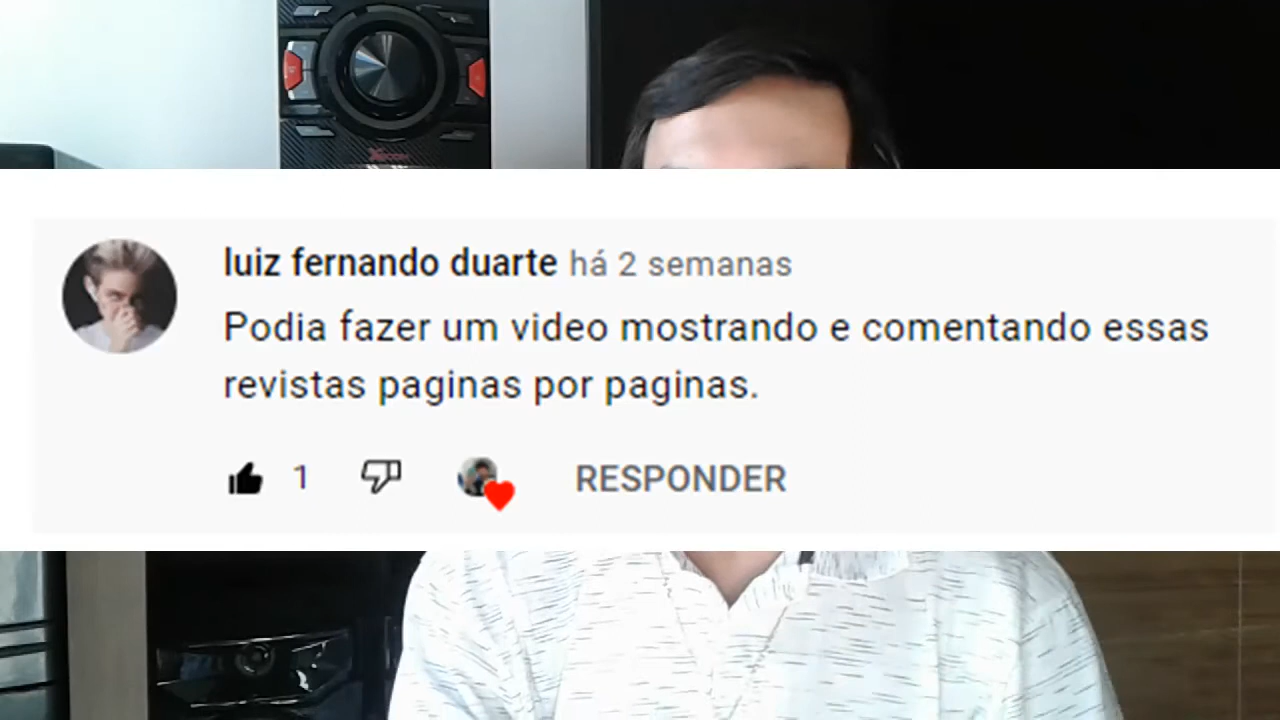 luiz fernando duarte há 2 semanas
Podia fazer um video mostrando e comentando essas
revistas paginas por paginas.
1 RESPONDER